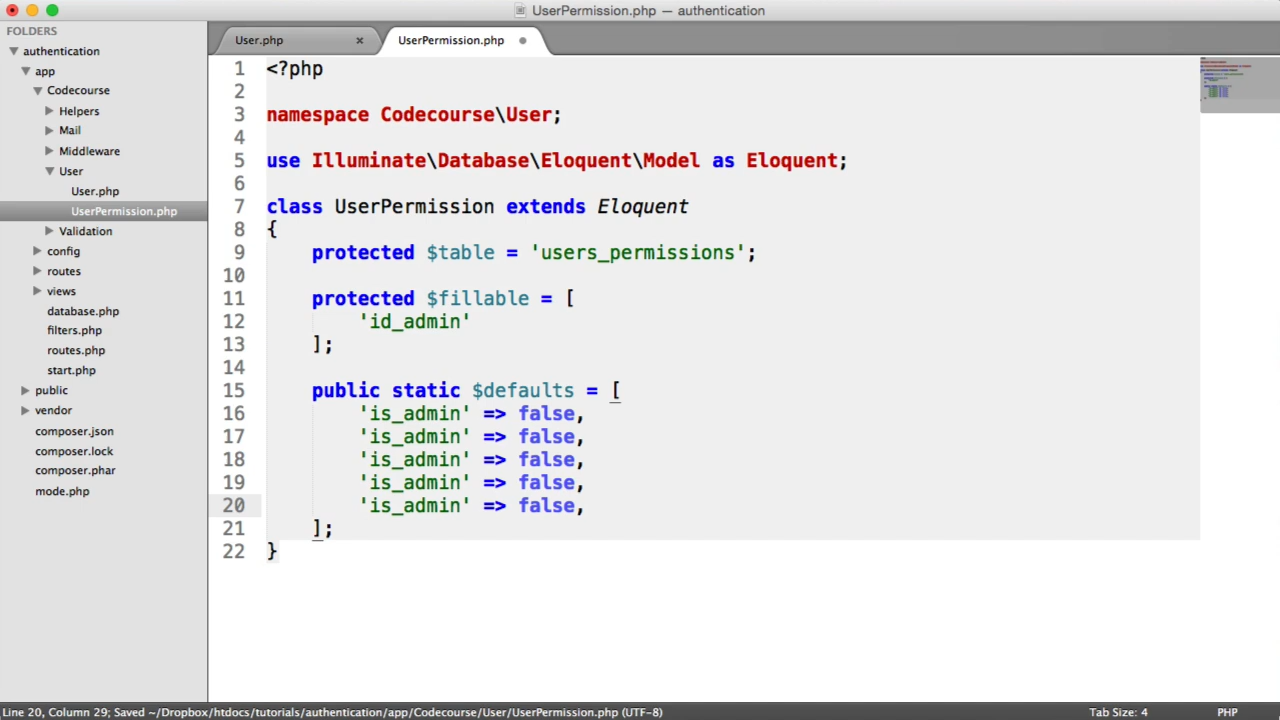 UserPermission.php — authentication
FOLDERS
authentication
app
Codecourse
Helpers
Mail
Middleware
User
User.php
UserPermission.php
Validation
config
routes
views
database.php
filters.php
routes.php
start.php
public
vendor
composer.json
composer.lock
composer.phar
mode.php
User.php ×
UserPermission.php
1 <?php
2
3 namespace Codecourse\User;
4
5 use Illuminate\Database\Eloquent\Model as Eloquent;
6
7 class UserPermission extends Eloquent
8 {
9 protected $table = 'users_permissions';
10
11 protected $fillable = [
12 'id_admin'
13 ];
14
15 public static $defaults = [
16 'is_admin' => false,
17 'is_admin' => false,
18 'is_admin' => false,
19 'is_admin' => false,
20 'is_admin' => false,
21 ];
22 }
Line 20, Column 29; Saved ~/Dropbox/htdocs/tutorials/authentication/app/Codecourse/User/UserPermission.php (UTF-8)
Tab Size: 4
PHP